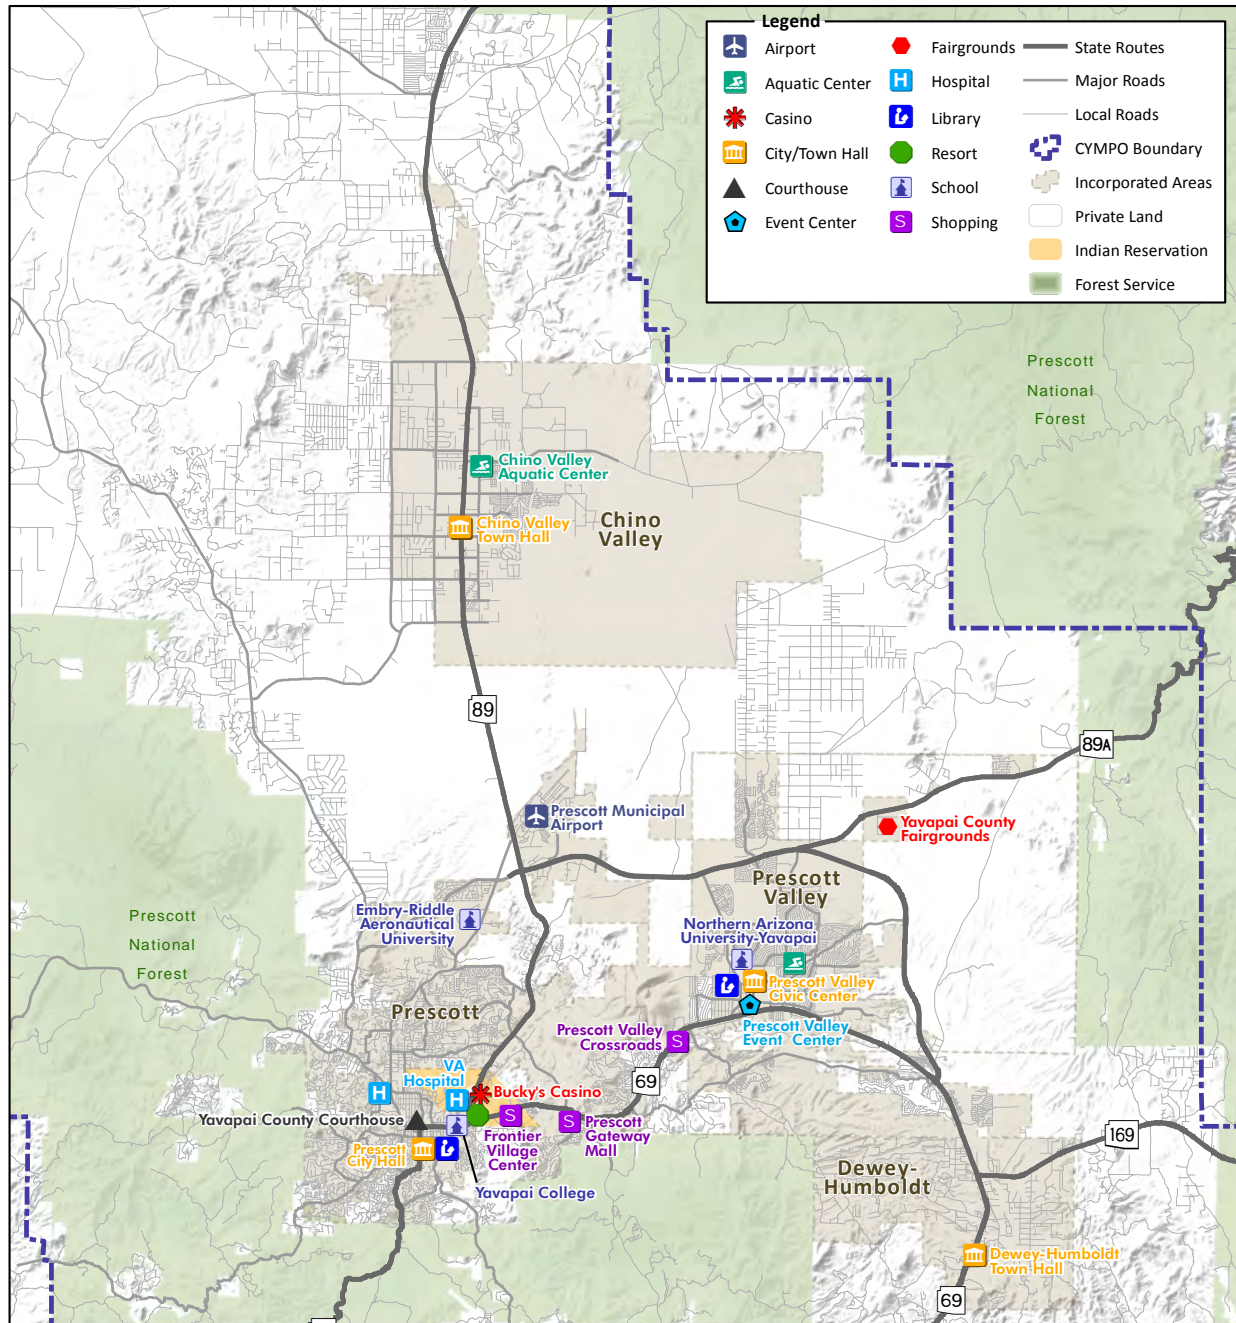 Legend
Airport
Aquatic Center
Casino
City/Town Hall
Courthouse
Event Center
Fairgrounds
Hospital
Library
Resort
School
Shopping
State Routes
Major Roads
Local Roads
CYMPO Boundary
Incorporated Areas
Private Land
Indian Reservation
Forest Service
H
S
Prescott
National
Forest
Chino Valley
Aquatic Center
Chino Valley
Town Hall
Chino
Valley
89
89A
Prescott Municipal
Airport
Yavapai County
Fairgrounds
Prescott
Valley
Embry-Riddle
Aeronautical
University
Northern Arizona
University-Yavapai
Prescott
National
Forest
Prescott Valley
Civic Center
Prescott
Prescott Valley
Crossroads
S
Prescott Valley
Event Center
VA
Hospital
H
H
Bucky's Casino
69
Yavapai County Courthouse
S
S
Prescott
Gateway
Mall
Frontier
Village
Center
Prescott
City Hall
Yavapai College
169
Dewey-
Humboldt
Dewey-Humboldt
Town Hall
69